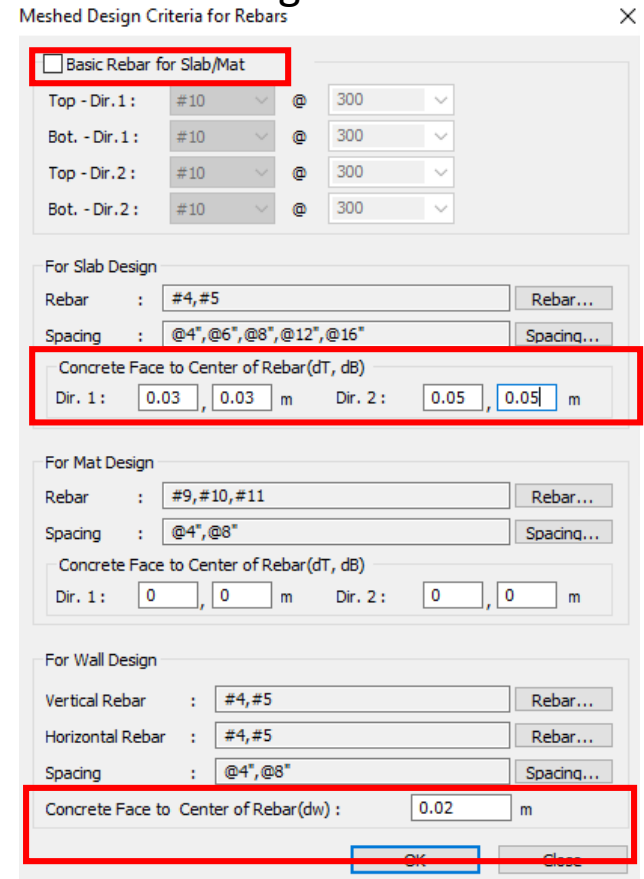 Meshed Design Criteria for Rebars
Basic Rebar for Slab/Mat
Top - Dir.1 : #10 @ 300
Bot. - Dir.1 : #10 @ 300
Top - Dir.2 : #10 @ 300
Bot. - Dir.2 : #10 @ 300
For Slab Design
Rebar : #4,#5 Rebar...
Spacing : @4",@6",@8",@12",@16" Spacing...
Concrete Face to Center of Rebar(dT, dB)
Dir. 1 : 0.03 , 0.03 m Dir. 2 : 0.05 , 0.05 m
For Mat Design
Rebar : #9,#10,#11 Rebar...
Spacing : @4",@8" Spacing...
Concrete Face to Center of Rebar(dT, dB)
Dir. 1 : 0 , 0 m Dir. 2 : 0 , 0 m
For Wall Design
Vertical Rebar : #4,#5 Rebar...
Horizontal Rebar : #4,#5 Rebar...
Spacing : @4",@8" Spacing...
Concrete Face to Center of Rebar(dw) : 0.02 m
OK Close